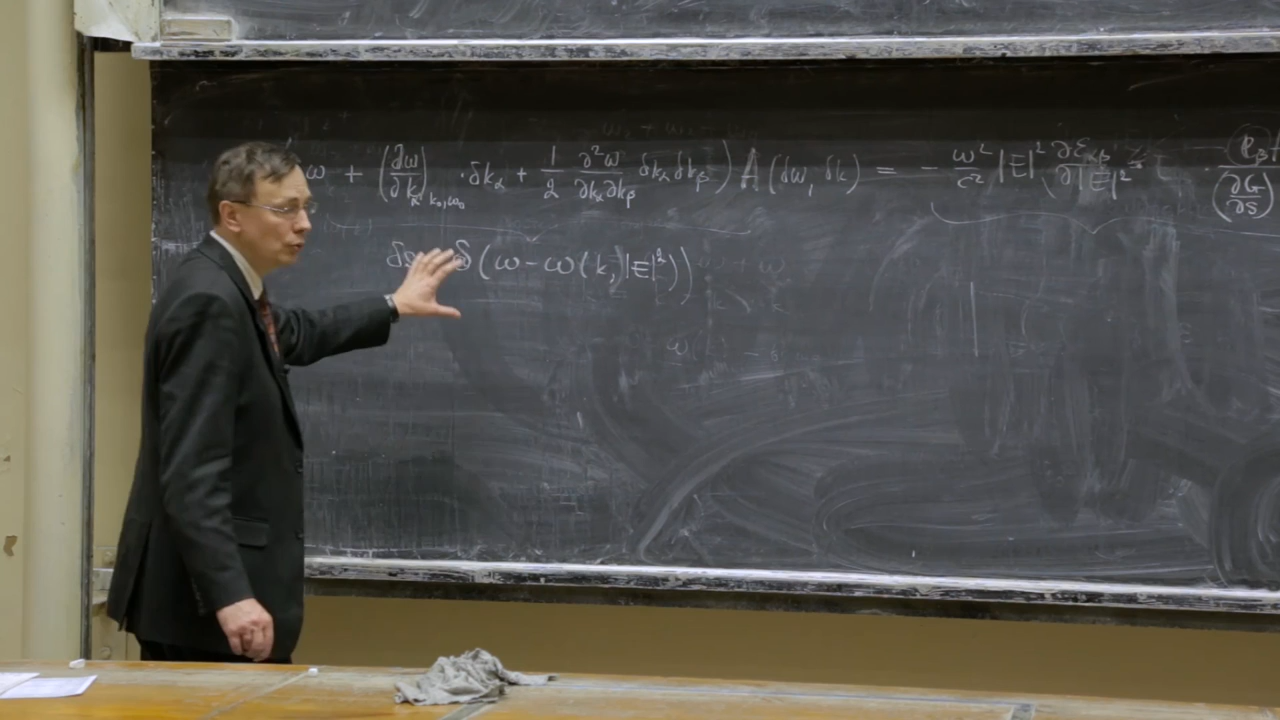 ω + (∂ω/∂k_α)_{k₀,ω₀} · δk_α + 1/2 ∂²ω/∂k_α∂k_β δk_α δk_β) A (δω, δk) = − ω²/c² |E|² ∂ε_{αβ}/∂|E|² (∂G/∂s)
δ(ω − ω(k, |E|²))